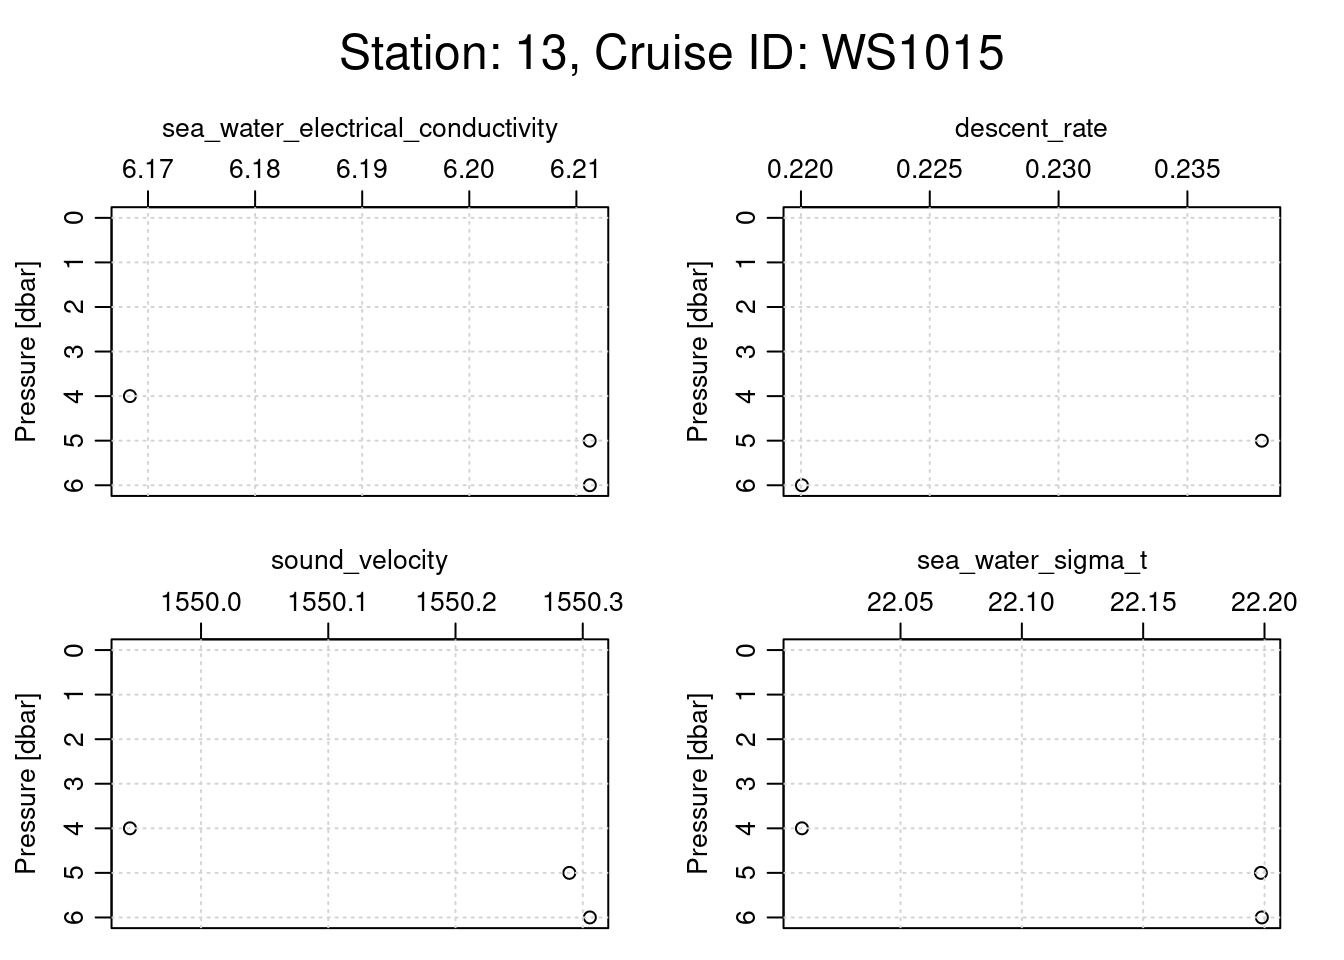 Station: 13, Cruise ID: WS1015
sea_water_electrical_conductivity
6.17 6.18 6.19 6.20 6.21
Pressure [dbar]
0
1
2
3
4
5
6
descent_rate
0.220 0.225 0.230 0.235
Pressure [dbar]
0
1
2
3
4
5
6
sound_velocity
1550.0 1550.1 1550.2 1550.3
Pressure [dbar]
0
1
2
3
4
5
6
sea_water_sigma_t
22.05 22.10 22.15 22.20
Pressure [dbar]
0
1
2
3
4
5
6